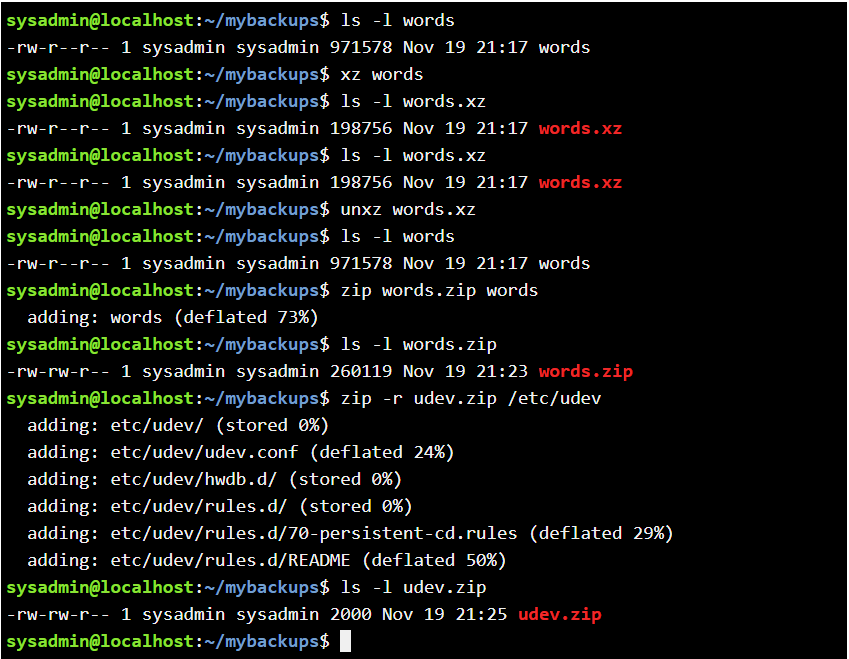 sysadmin@localhost:~/mybackups$ ls -l words
-rw-r--r-- 1 sysadmin sysadmin 971578 Nov 19 21:17 words
sysadmin@localhost:~/mybackups$ xz words
sysadmin@localhost:~/mybackups$ ls -l words.xz
-rw-r--r-- 1 sysadmin sysadmin 198756 Nov 19 21:17 words.xz
sysadmin@localhost:~/mybackups$ ls -l words.xz
-rw-r--r-- 1 sysadmin sysadmin 198756 Nov 19 21:17 words.xz
sysadmin@localhost:~/mybackups$ unxz words.xz
sysadmin@localhost:~/mybackups$ ls -l words
-rw-r--r-- 1 sysadmin sysadmin 971578 Nov 19 21:17 words
sysadmin@localhost:~/mybackups$ zip words.zip words
  adding: words (deflated 73%)
sysadmin@localhost:~/mybackups$ ls -l words.zip
-rw-rw-r-- 1 sysadmin sysadmin 260119 Nov 19 21:23 words.zip
sysadmin@localhost:~/mybackups$ zip -r udev.zip /etc/udev
  adding: etc/udev/ (stored 0%)
  adding: etc/udev/udev.conf (deflated 24%)
  adding: etc/udev/hwdb.d/ (stored 0%)
  adding: etc/udev/rules.d/ (stored 0%)
  adding: etc/udev/rules.d/70-persistent-cd.rules (deflated 29%)
  adding: etc/udev/rules.d/README (deflated 50%)
sysadmin@localhost:~/mybackups$ ls -l udev.zip
-rw-rw-r-- 1 sysadmin sysadmin 2000 Nov 19 21:25 udev.zip
sysadmin@localhost:~/mybackups$